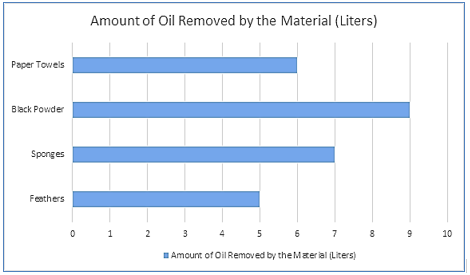 Amount of Oil Removed by the Material (Liters)
Paper Towels
Black Powder
Sponges
Feathers
0 1 2 3 4 5 6 7 8 9 10
Amount of Oil Removed by the Material (Liters)